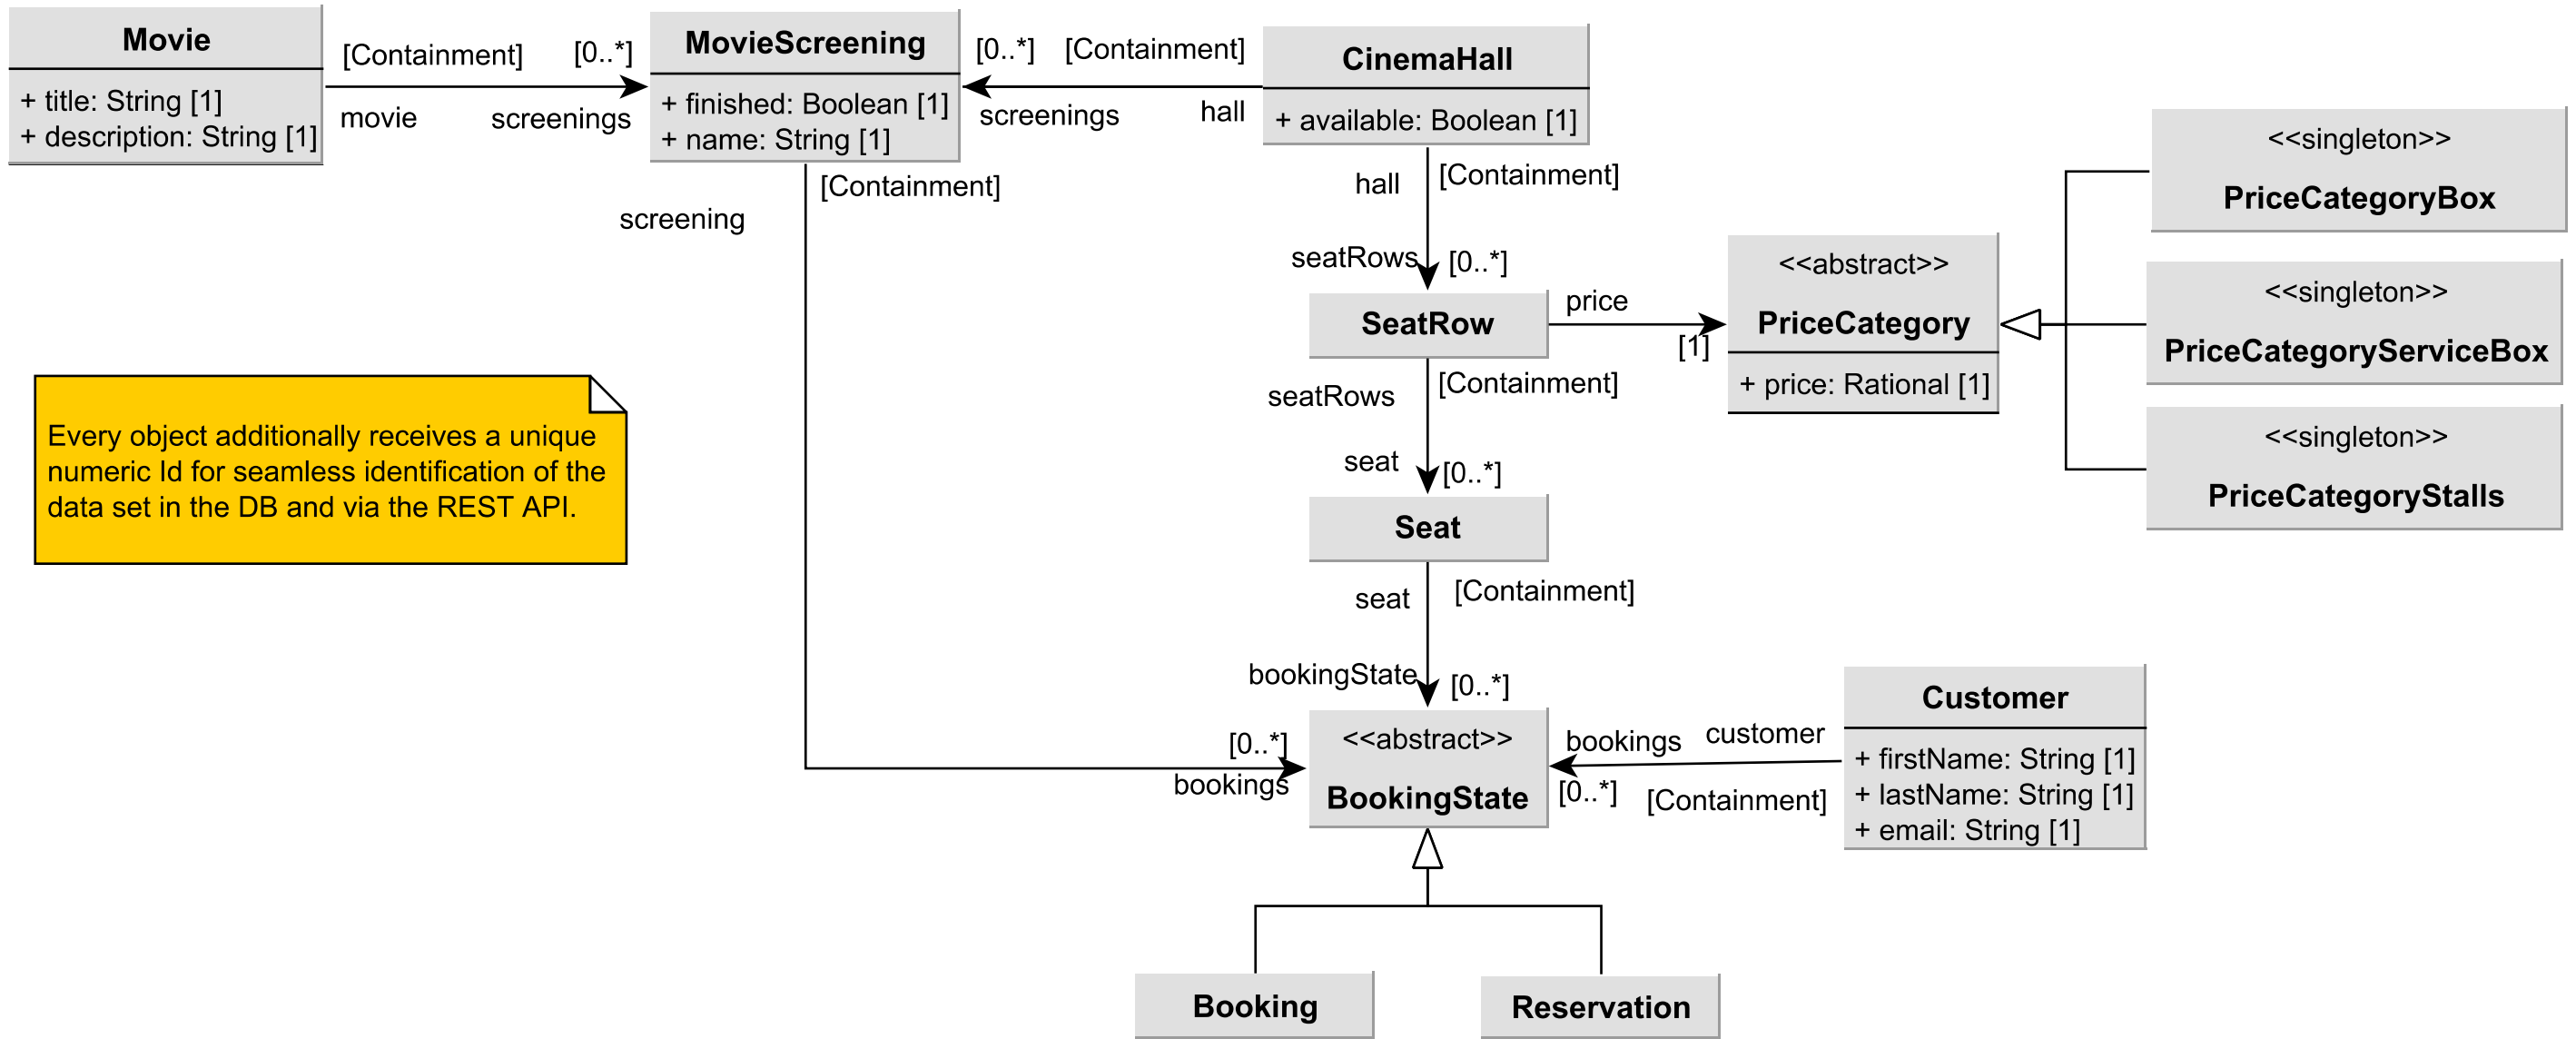 Movie
+ title: String [1]
+ description: String [1]
[Containment]
[0..*]
movie
screenings
MovieScreening
+ finished: Boolean [1]
+ name: String [1]
[0..*]
[Containment]
screenings
hall
CinemaHall
+ available: Boolean [1]
[Containment]
screening
hall
[Containment]
seatRows
[0..*]
SeatRow
price
[1]
<<abstract>>
PriceCategory
+ price: Rational [1]
<<singleton>>
PriceCategoryBox
<<singleton>>
PriceCategoryServiceBox
<<singleton>>
PriceCategoryStalls
Every object additionally receives a unique
numeric Id for seamless identification of the
data set in the DB and via the REST API.
seatRows
[Containment]
seat
[0..*]
Seat
seat
[Containment]
bookingState
[0..*]
[0..*]
bookings
<<abstract>>
BookingState
bookings
customer
[0..*]
[Containment]
Customer
+ firstName: String [1]
+ lastName: String [1]
+ email: String [1]
Booking
Reservation